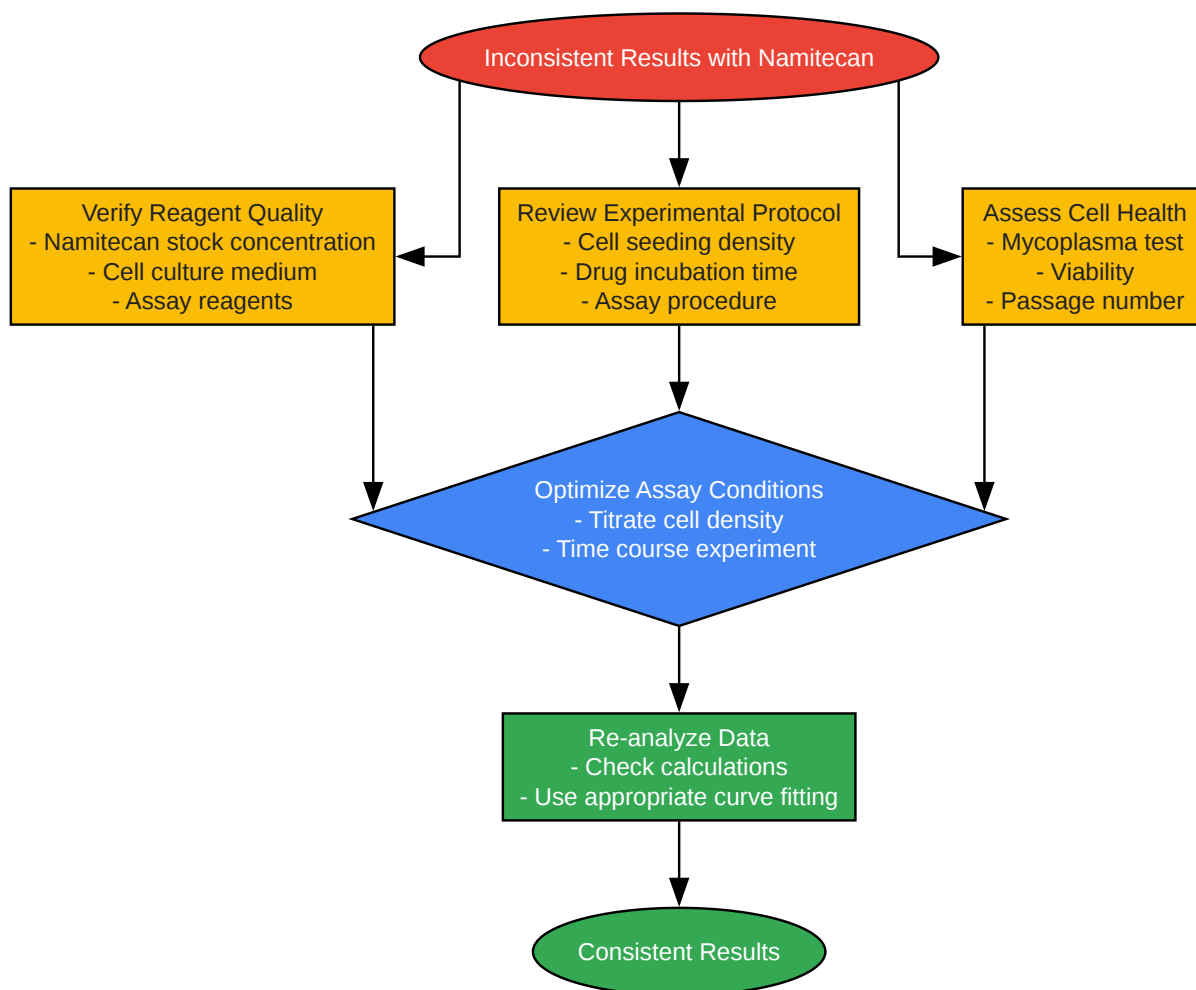 Inconsistent Results with Namitecan
Verify Reagent Quality
- Namitecan stock concentration
- Cell culture medium
- Assay reagents
Review Experimental Protocol
- Cell seeding density
- Drug incubation time
- Assay procedure
Assess Cell Health
- Mycoplasma test
- Viability
- Passage number
Optimize Assay Conditions
- Titrate cell density
- Time course experiment
Re-analyze Data
- Check calculations
- Use appropriate curve fitting
Consistent Results